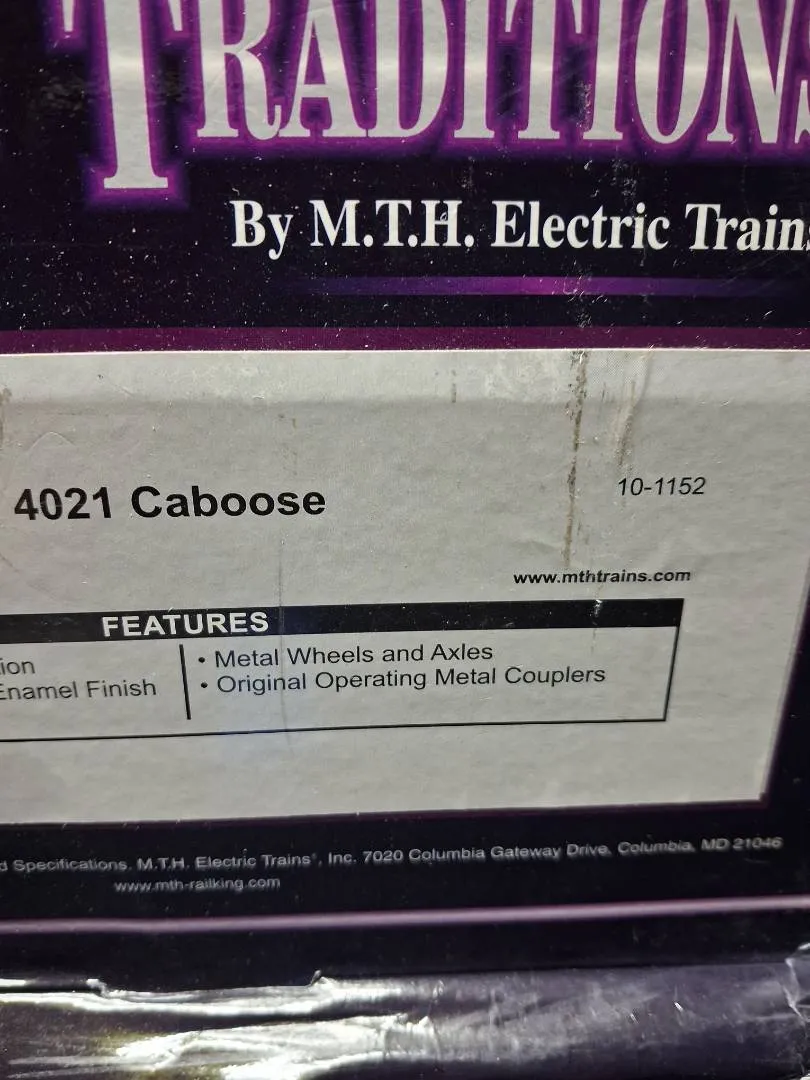 TRADITIONS
By M.T.H. Electric Trains
4021 Caboose
10-1152
www.mthtrains.com
FEATURES
ion
Enamel Finish
• Metal Wheels and Axles
• Original Operating Metal Couplers
d Specifications. M.T.H. Electric Trains®, Inc. 7020 Columbia Gateway Drive, Columbia, MD 21046
www.mth-railking.com